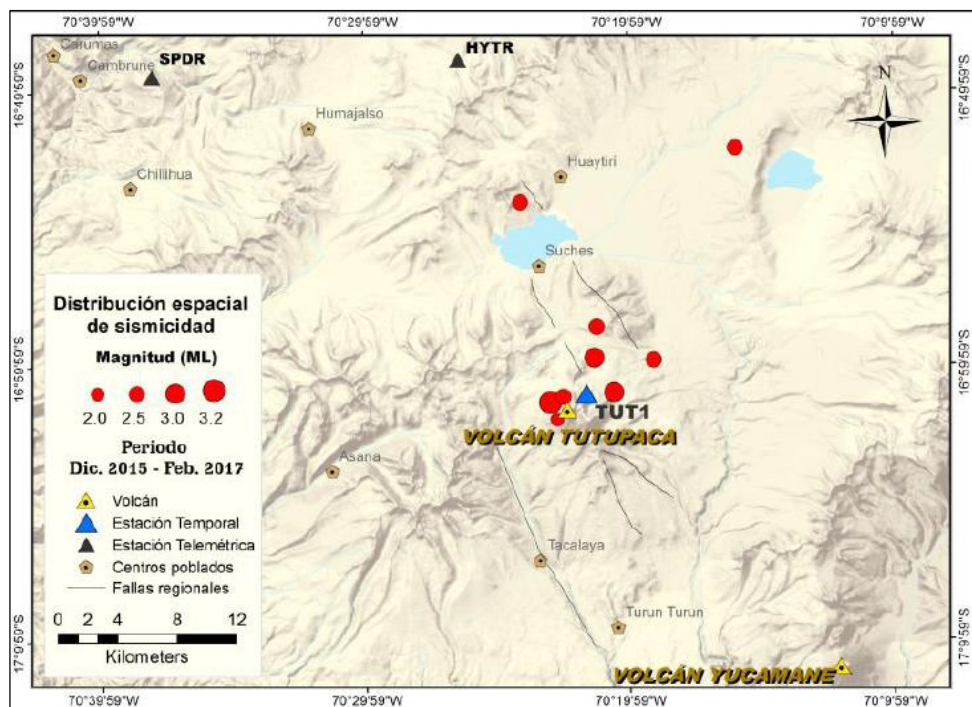 70°39'59"W 70°29'59"W 70°19'59"W 70°9'59"W
Carumas
SPDR
HYTR
Cambrune
N
16°49'59"S
16°49'59"S
Humajalso
Huaytiri
Chillihua
Suches
Distribución espacial
de sismicidad
Magnitud (ML)
2.0 2.5 3.0 3.2
Periodo
Dic. 2015 - Feb. 2017
Volcán
Estación Temporal
Estación Telemétrica
Centros poblados
Fallas regionales
0 2 4 8 12
Kilometers
16°59'59"S
16°59'59"S
TUT1
VOLCÁN TUTUPACA
Asana
Tacalaya
Turun Turun
17°9'59"S
17°9'59"S
VOLCÁN YUCAMANE
70°39'59"W 70°29'59"W 70°19'59"W 70°9'59"W